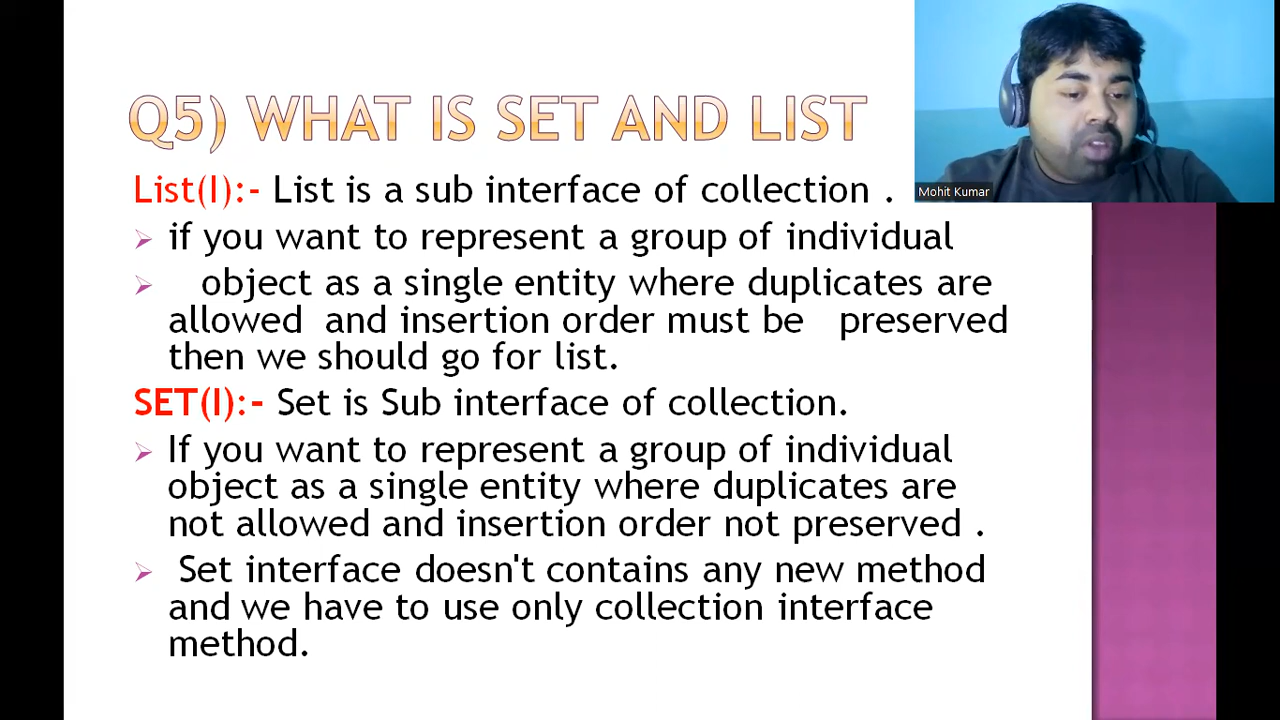 Q5) WHAT IS SET AND LIST
List(I):- List is a sub interface of collection .
if you want to represent a group of individual
object as a single entity where duplicates are
allowed and insertion order must be preserved
then we should go for list.
SET(I):- Set is Sub interface of collection.
If you want to represent a group of individual
object as a single entity where duplicates are
not allowed and insertion order not preserved .
Set interface doesn't contains any new method
and we have to use only collection interface
method.
Mohit Kumar